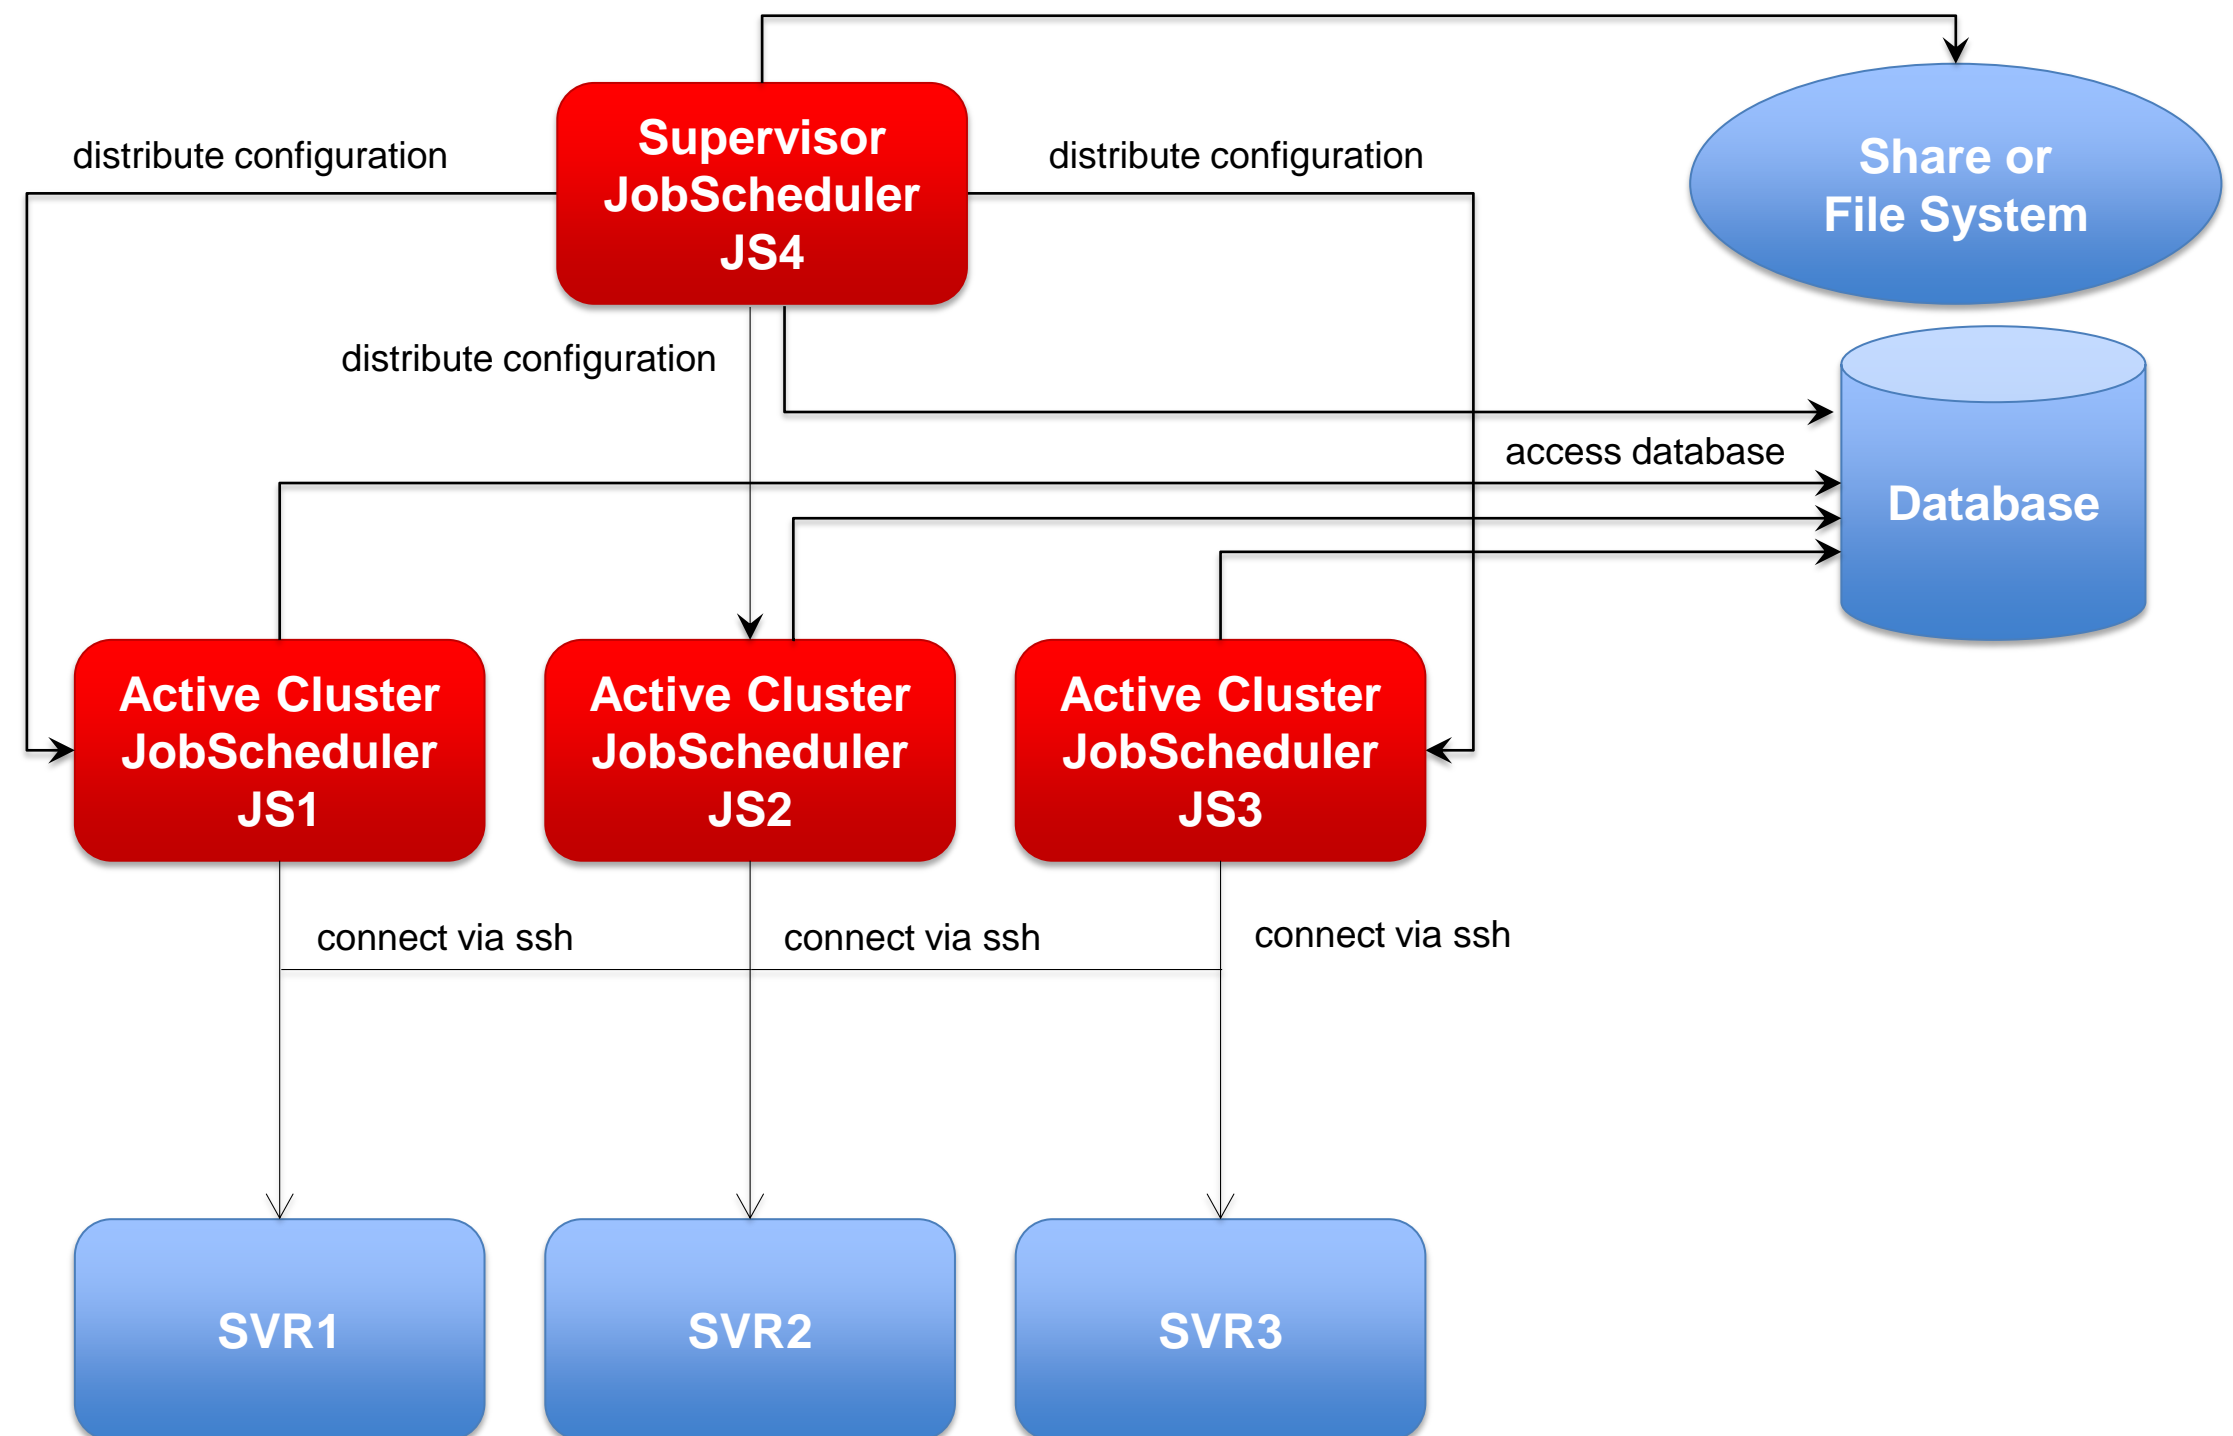 distribute configuration
Supervisor
JobScheduler
JS4
distribute configuration
Share or
File System
distribute configuration
access database
Database
Active Cluster
JobScheduler
JS1
Active Cluster
JobScheduler
JS2
Active Cluster
JobScheduler
JS3
connect via ssh
connect via ssh
connect via ssh
SVR1
SVR2
SVR3